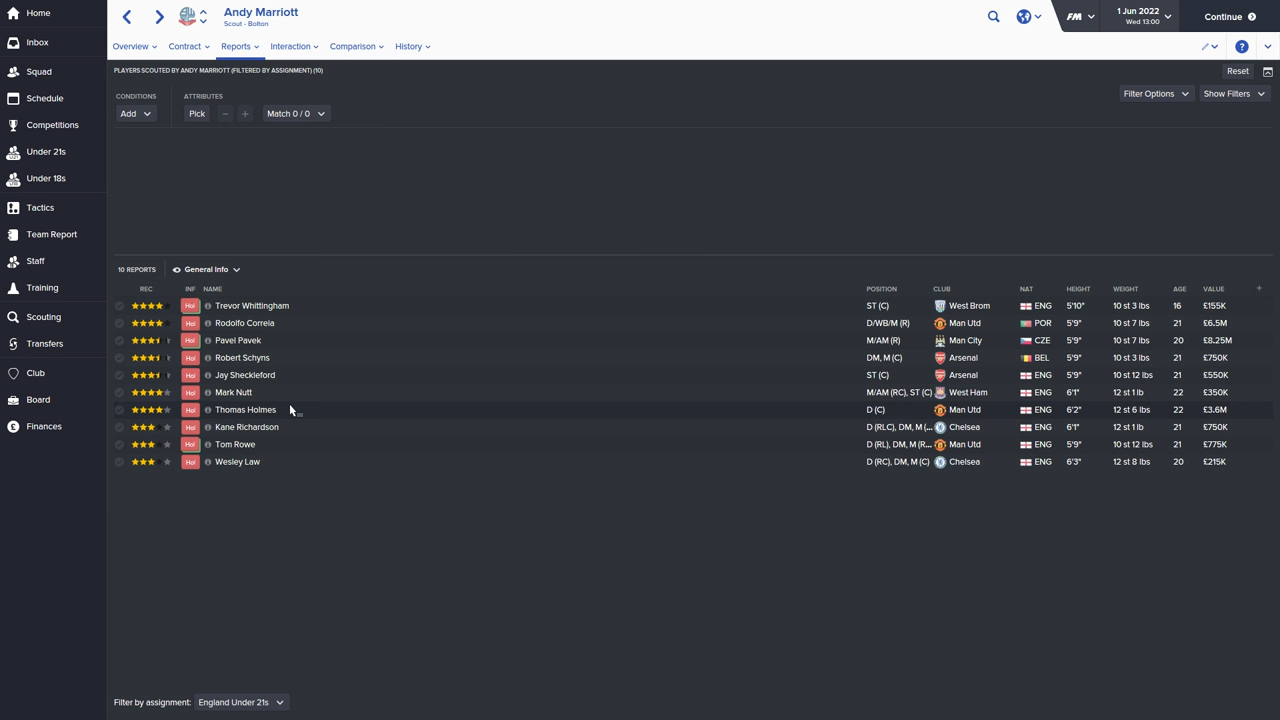 Home
Inbox
Squad
Schedule
Competitions
Under 21s
Under 18s
Tactics
Team Report
Staff
Training
Scouting
Transfers
Club
Board
Finances
Andy Marriott
Scout - Bolton
FM
1 Jun 2022
Wed 13:00
Continue
Overview Contract Reports Interaction Comparison History
?
PLAYERS SCOUTED BY ANDY MARRIOTT (FILTERED BY ASSIGNMENT) (10)
Reset
CONDITIONS ATTRIBUTES
Filter Options Show Filters
Add Pick - + Match 0 / 0
10 REPORTS General Info
REC INF NAME POSITION CLUB NAT HEIGHT WEIGHT AGE VALUE +
Hol Trevor Whittingham ST (C) West Brom ENG 5'10" 10 st 3 lbs 16 £155K
Hol Rodolfo Correia D/WB/M (R) Man Utd POR 5'9" 10 st 7 lbs 21 £6.5M
Hol Pavel Pavek M/AM (R) Man City CZE 5'9" 10 st 7 lbs 20 £8.25M
Hol Robert Schyns DM, M (C) Arsenal BEL 5'9" 10 st 3 lbs 21 £750K
Hol Jay Sheckleford ST (C) Arsenal ENG 5'9" 10 st 12 lbs 21 £550K
Hol Mark Nutt M/AM (RC), ST (C) West Ham ENG 6'1" 12 st 1 lb 22 £350K
Hol Thomas Holmes D (C) Man Utd ENG 6'2" 12 st 6 lbs 22 £3.6M
Hol Kane Richardson D (RLC), DM, M (... Chelsea ENG 6'1" 12 st 1 lb 21 £750K
Hol Tom Rowe D (RL), DM, M (R... Man Utd ENG 5'9" 10 st 12 lbs 21 £775K
Hol Wesley Law D (RC), DM, M (C) Chelsea ENG 6'3" 12 st 8 lbs 20 £215K
Filter by assignment: England Under 21s